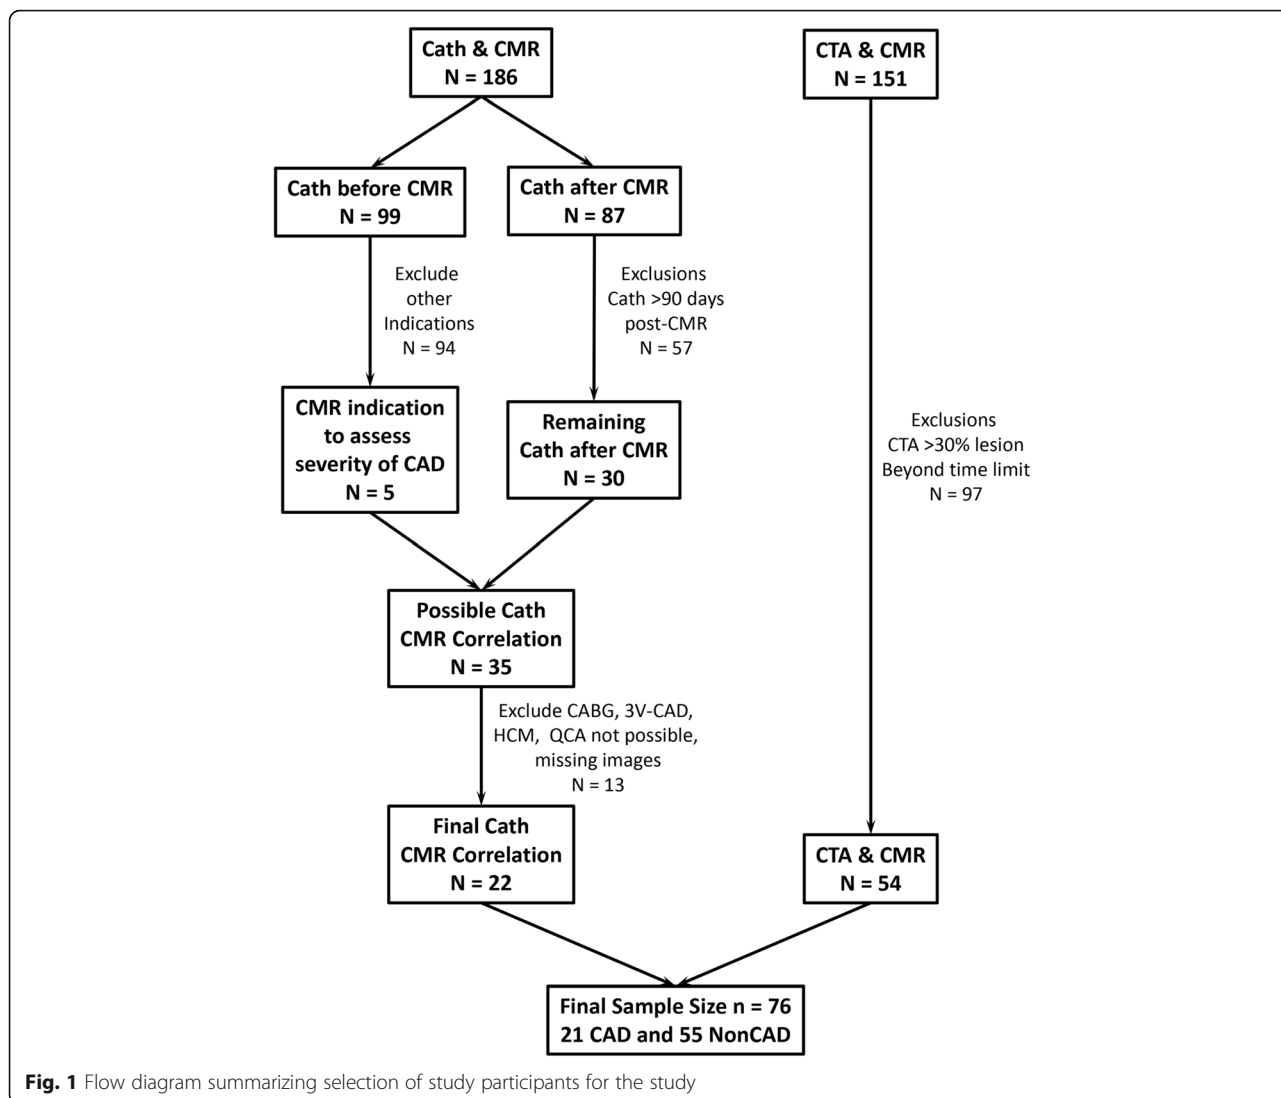 Cath & CMR
N = 186
CTA & CMR
N = 151
Cath before CMR
N = 99
Cath after CMR
N = 87
Exclude
other
Indications
N = 94
Exclusions
Cath >90 days
post-CMR
N = 57
CMR indication
to assess
severity of CAD
N = 5
Remaining
Cath after CMR
N = 30
Exclusions
CTA >30% lesion
Beyond time limit
N = 97
Possible Cath
CMR Correlation
N = 35
Exclude CABG, 3V-CAD,
HCM, QCA not possible,
missing images
N = 13
Final Cath
CMR Correlation
N = 22
CTA & CMR
N = 54
Final Sample Size n = 76
21 CAD and 55 NonCAD
Fig. 1 Flow diagram summarizing selection of study participants for the study